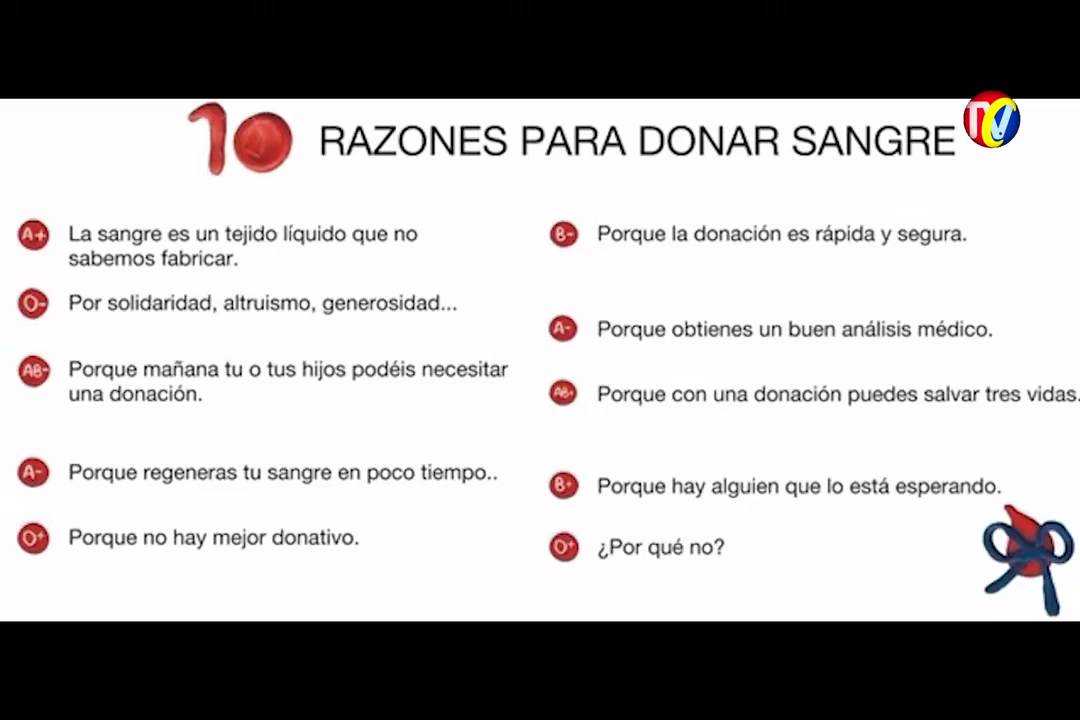 10 RAZONES PARA DONAR SANGRE
TV
A+ La sangre es un tejido líquido que no
sabemos fabricar.
O- Por solidaridad, altruismo, generosidad...
AB- Porque mañana tu o tus hijos podéis necesitar
una donación.
A- Porque regeneras tu sangre en poco tiempo..
O+ Porque no hay mejor donativo.
B- Porque la donación es rápida y segura.
A- Porque obtienes un buen análisis médico.
AB+ Porque con una donación puedes salvar tres vidas.
B+ Porque hay alguien que lo está esperando.
O+ ¿Por qué no?